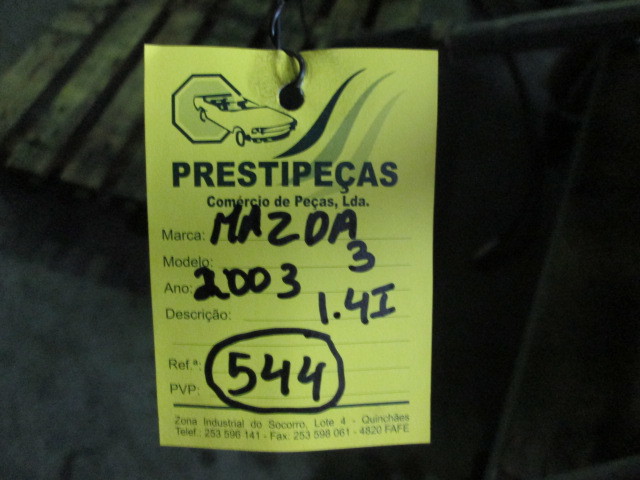 PRESTIPEÇAS
Comércio de Peças, Lda.
Marca: MAZDA
Modelo: 3
Ano: 2003
Descrição: 1.4I
Ref.ª: 544
PVP:
Zona Industrial do Socorro, Lote 4 - Quinchães
Telef.: 253 596 141 - Fax: 253 598 061 - 4820 FAFE